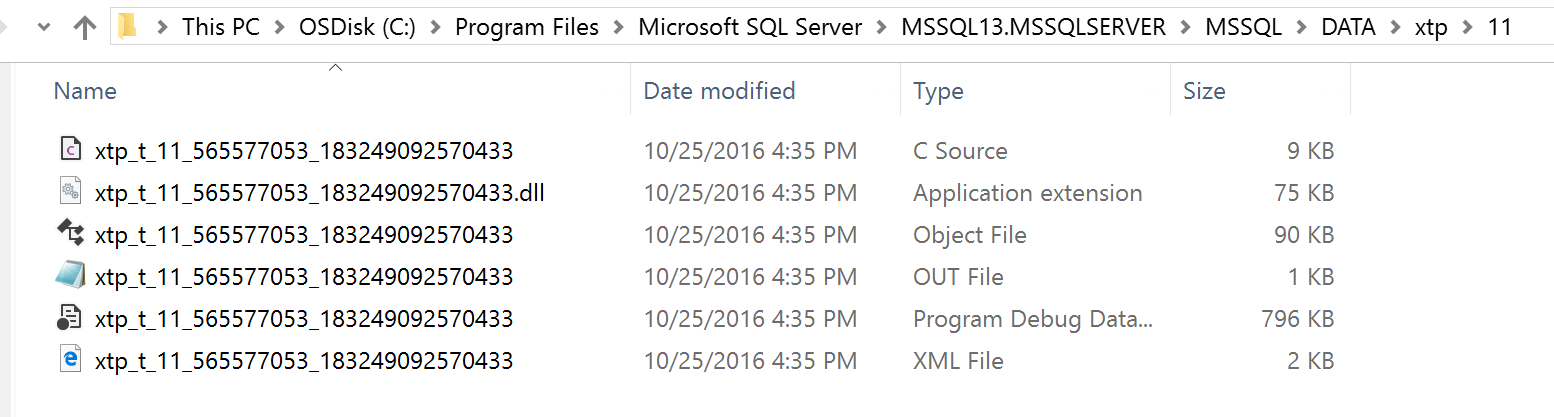 This PC > OSDisk (C:) > Program Files > Microsoft SQL Server > MSSQL13.MSSQLSERVER > MSSQL > DATA > xtp > 11
Name Date modified Type Size
xtp_t_11_565577053_183249092570433 10/25/2016 4:35 PM C Source 9 KB
xtp_t_11_565577053_183249092570433.dll 10/25/2016 4:35 PM Application extension 75 KB
xtp_t_11_565577053_183249092570433 10/25/2016 4:35 PM Object File 90 KB
xtp_t_11_565577053_183249092570433 10/25/2016 4:35 PM OUT File 1 KB
xtp_t_11_565577053_183249092570433 10/25/2016 4:35 PM Program Debug Data... 796 KB
xtp_t_11_565577053_183249092570433 10/25/2016 4:35 PM XML File 2 KB